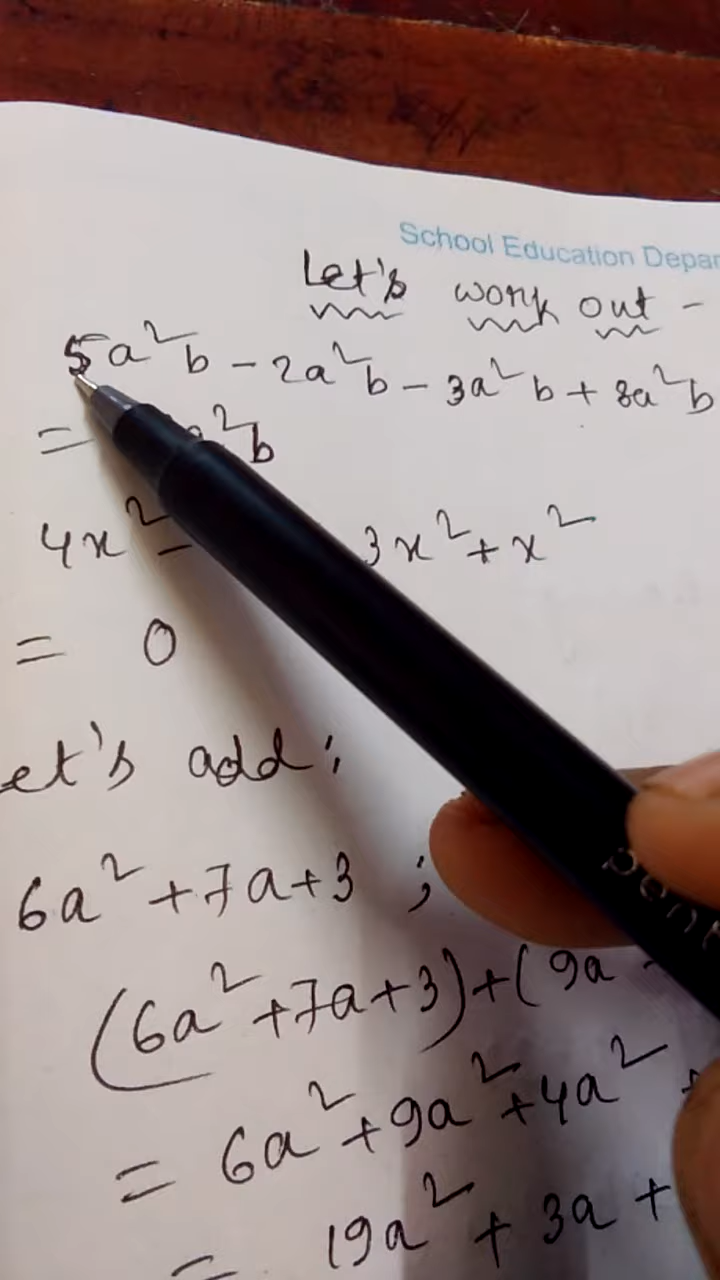 School Education Depar
Let's work out -
5a²b - 2a²b - 3a²b + 8a²b
= a²b
4x² - 3x² + x²
= 0
et's add;
6a² + 7a + 3 ;
(6a² + 7a + 3) + (9a -
= 6a² + 9a² + 4a² +
= 19a² + 3a +